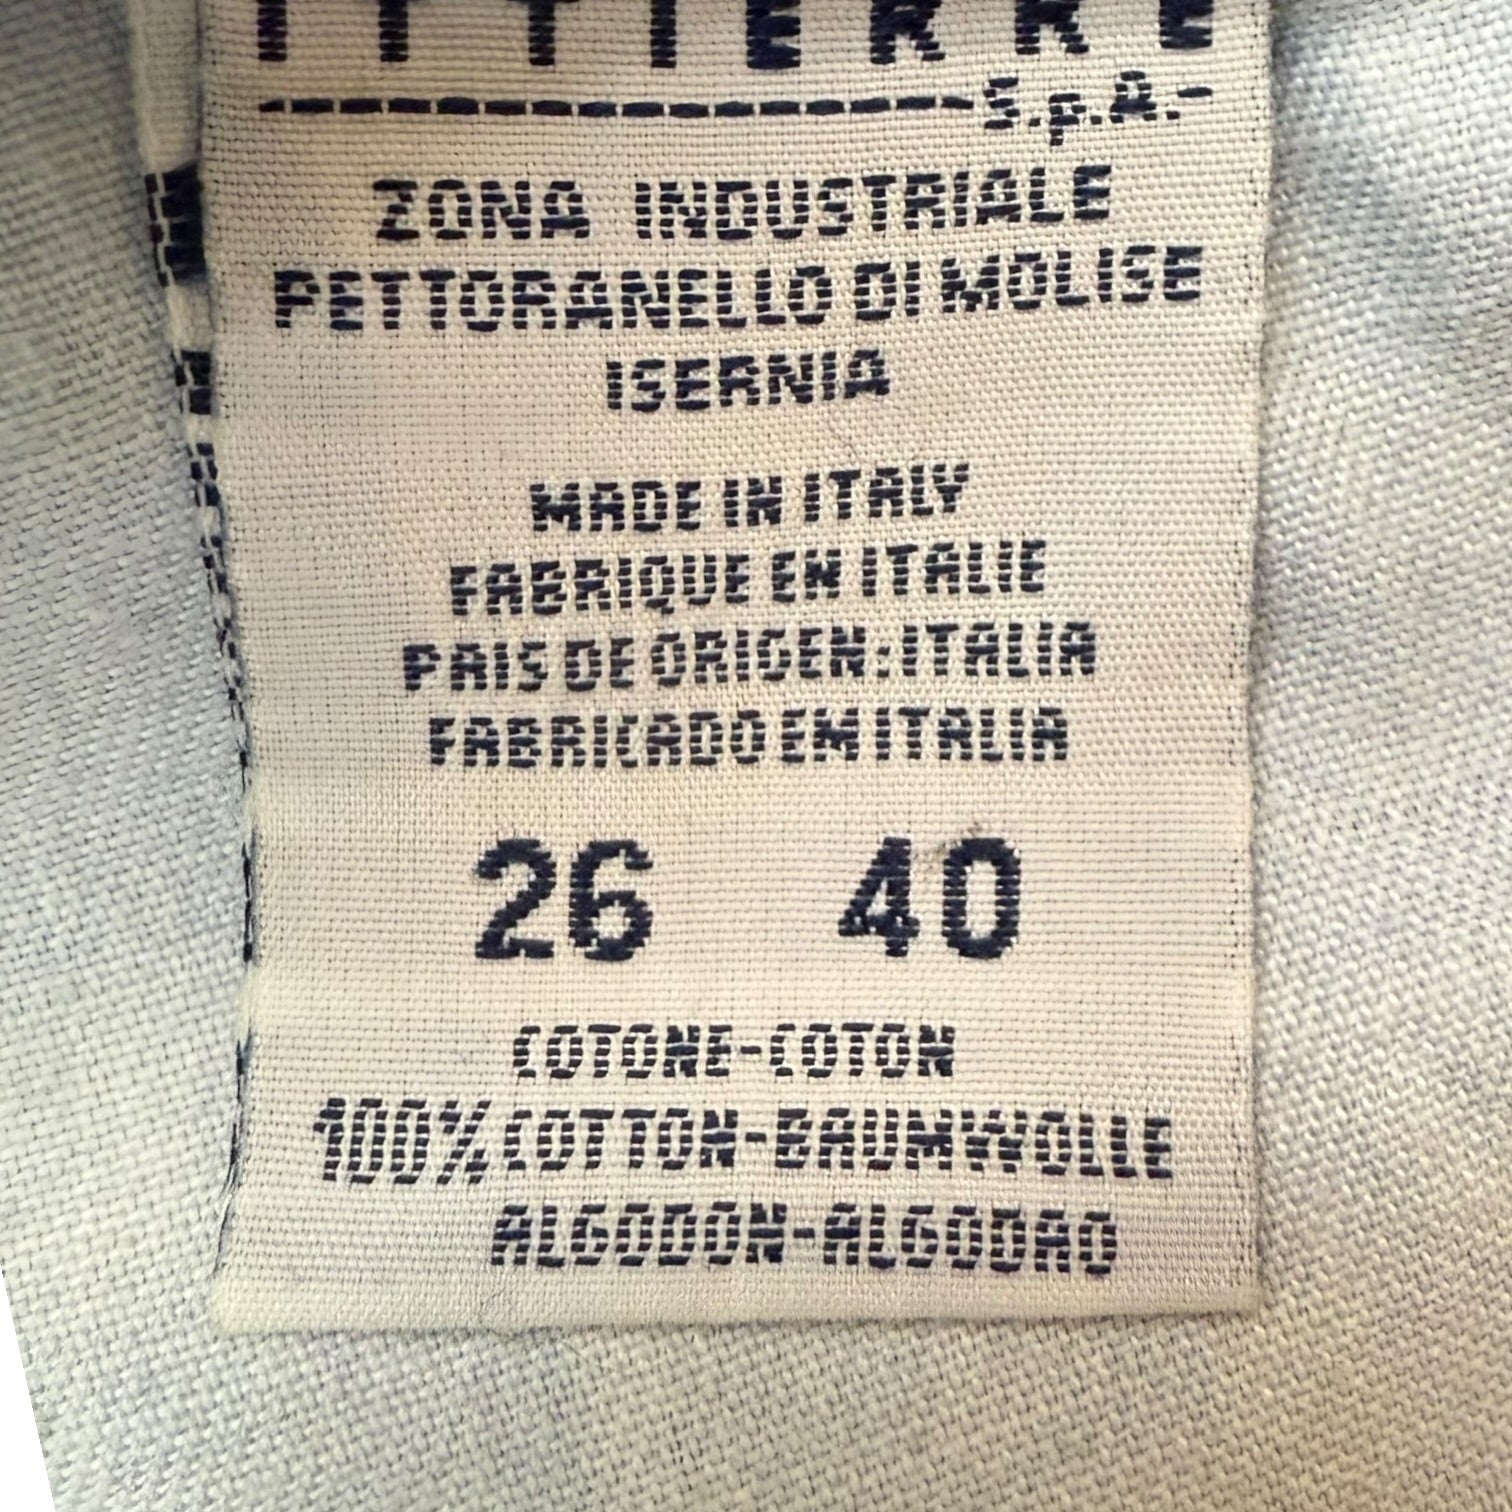 ITTIERRE
S.p.A.-
ZONA INDUSTRIALE
PETTORANELLO DI MOLISE
ISERNIA
MADE IN ITALY
FABRIQUE EN ITALIE
PAIS DE ORIGEN:ITALIA
FABRICADO EM ITALIA
26 40
COTONE-COTON
100% COTTON-BAUMWOLLE
ALGODON-ALGODAO